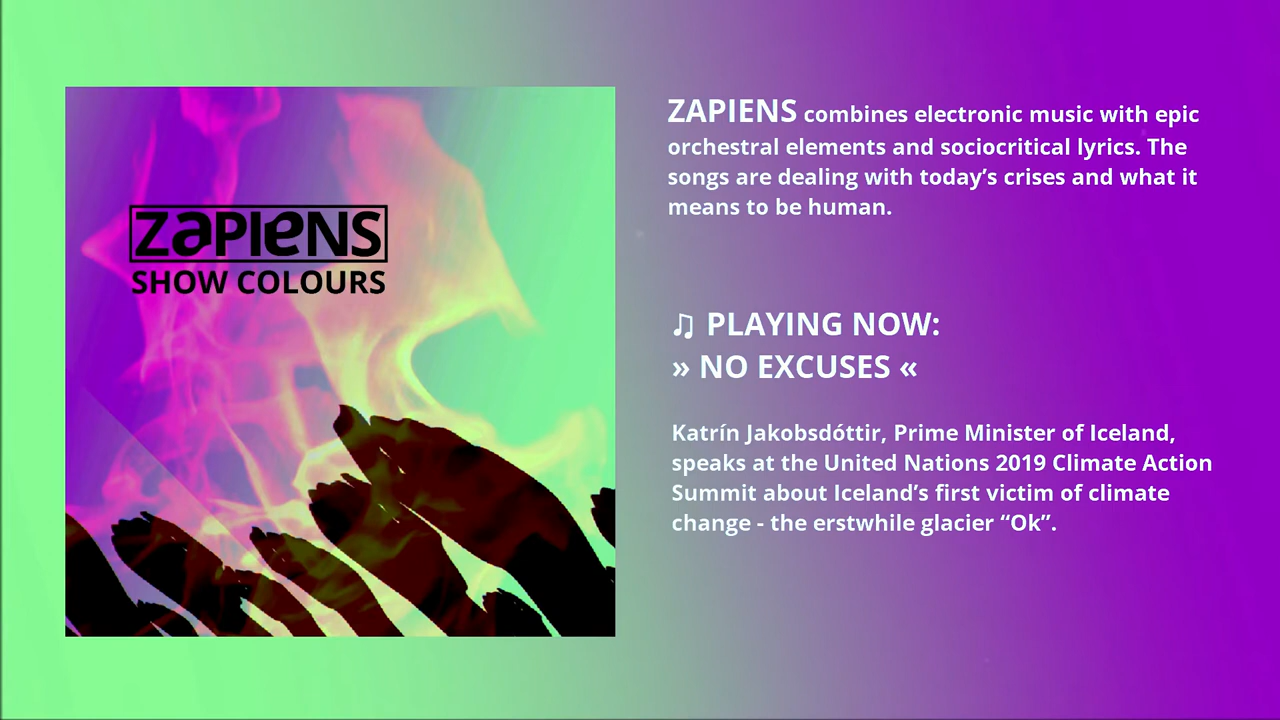 ZAPIENS
SHOW COLOURS
ZAPIENS combines electronic music with epic
orchestral elements and sociocritical lyrics. The
songs are dealing with today’s crises and what it
means to be human.
♫ PLAYING NOW:
» NO EXCUSES «
Katrín Jakobsdóttir, Prime Minister of Iceland,
speaks at the United Nations 2019 Climate Action
Summit about Iceland’s first victim of climate
change - the erstwhile glacier “Ok”.